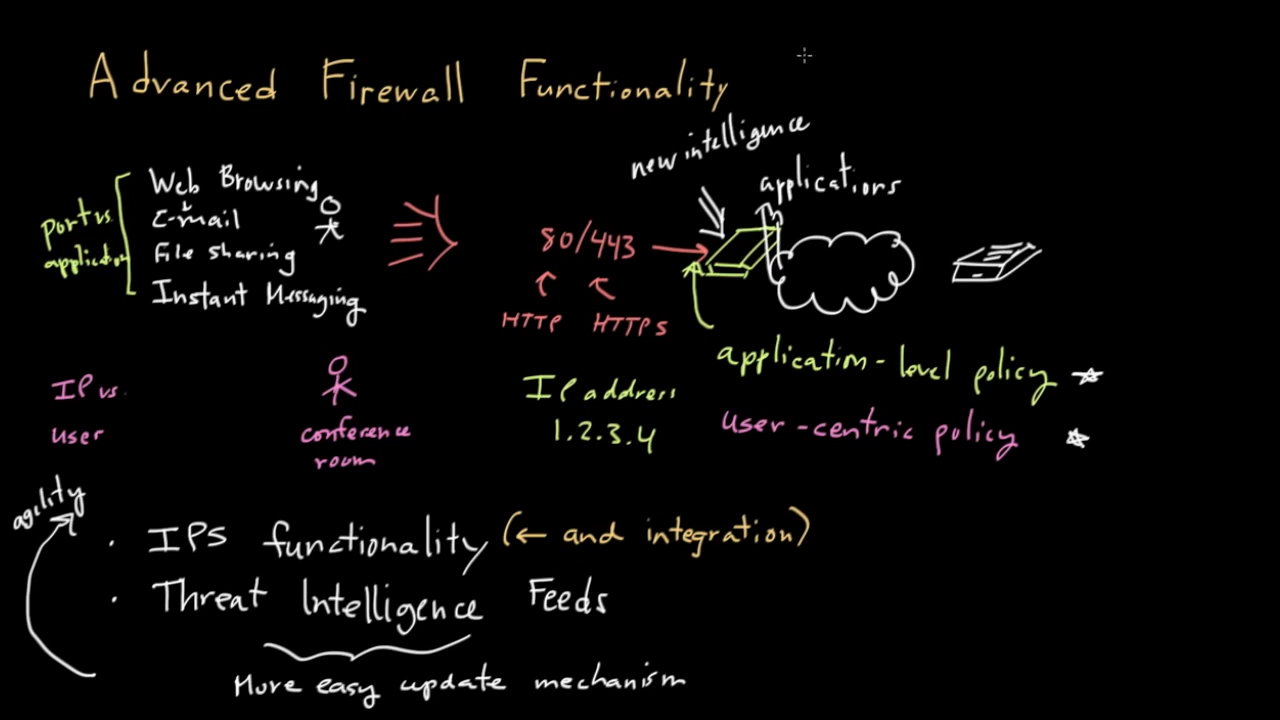 Advanced Firewall Functionality
new intelligence
applications
port vs.
application
Web Browsing
E-mail
File sharing
Instant Messaging
80/443
HTTP HTTPS
application-level policy
IP vs.
user
conference
room
IP address
1.2.3.4
user-centric policy
agility
· IPS functionality (← and integration)
· Threat Intelligence Feeds
More easy update mechanism